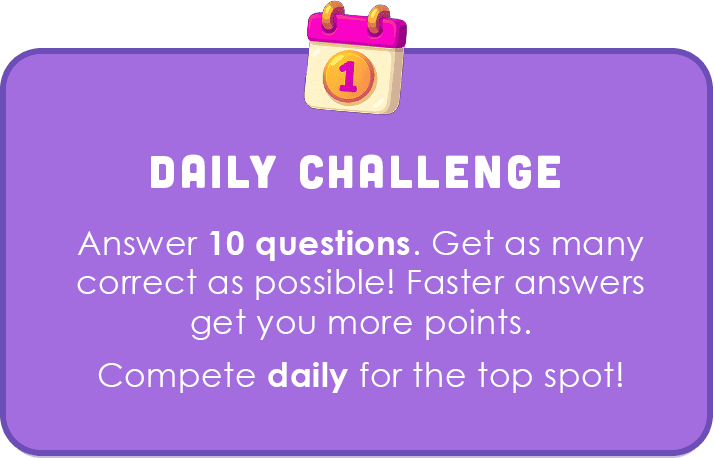 1
DAILY CHALLENGE
Answer 10 questions. Get as many
correct as possible! Faster answers
get you more points.
Compete daily for the top spot!